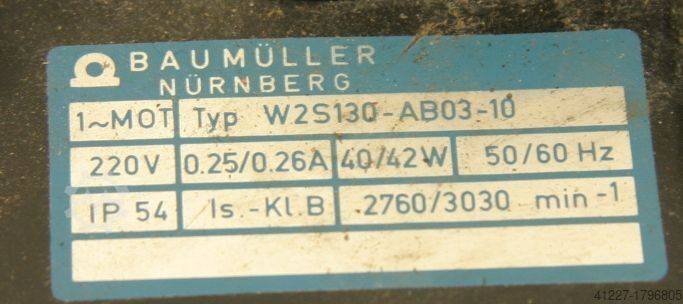 BAUMÜLLER
NÜRNBERG
1~MOT Typ W2S130-AB03-10
220V 0.25/0.26A 40/42W 50/60 Hz
IP 54 Is.-Kl.B 2760/3030 min-1
41227-1796805